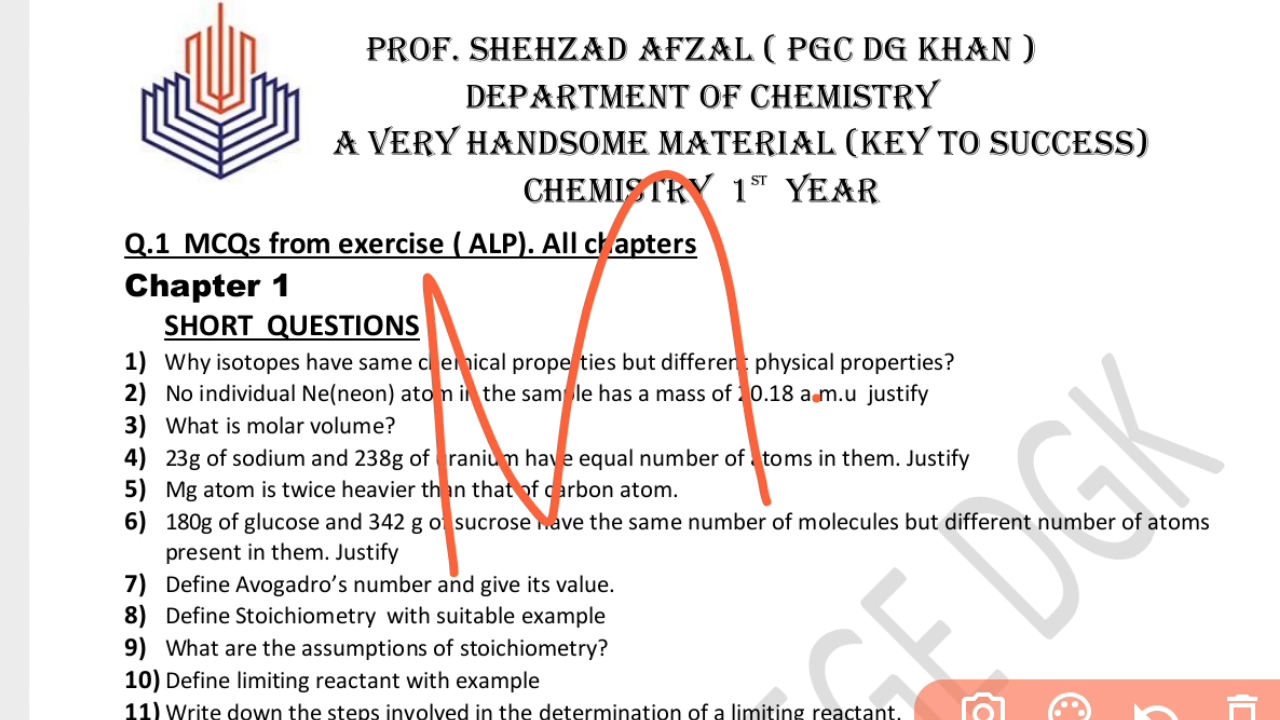 PROF. SHEHZAD AFZAL ( PGC DG KHAN )
DEPARTMENT OF CHEMISTRY
A VERY HANDSOME MATERIAL (KEY TO SUCCESS)
CHEMISTRY 1ST YEAR
Q.1 MCQs from exercise ( ALP). All chapters
Chapter 1
SHORT QUESTIONS
1) Why isotopes have same chemical properties but different physical properties?
2) No individual Ne(neon) atom in the sample has a mass of 20.18 a.m.u justify
3) What is molar volume?
4) 23g of sodium and 238g of uranium have equal number of atoms in them. Justify
5) Mg atom is twice heavier than that of carbon atom.
6) 180g of glucose and 342 g of sucrose have the same number of molecules but different number of atoms
present in them. Justify
7) Define Avogadro’s number and give its value.
8) Define Stoichiometry with suitable example
9) What are the assumptions of stoichiometry?
10) Define limiting reactant with example
11) Write down the steps involved in the determination of a limiting reactant.
GE DGK